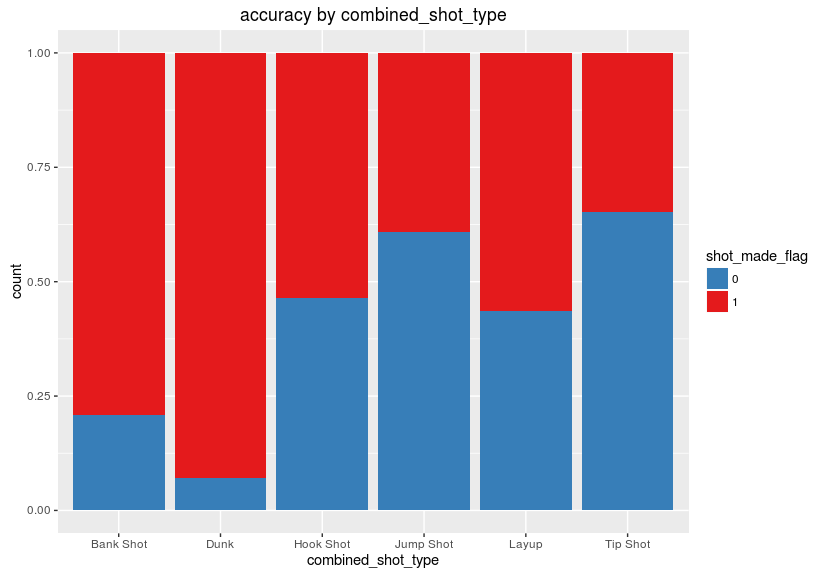 accuracy by combined_shot_type
count
1.00
0.75
0.50
0.25
0.00
Bank Shot Dunk Hook Shot Jump Shot Layup Tip Shot
combined_shot_type
shot_made_flag
0
1